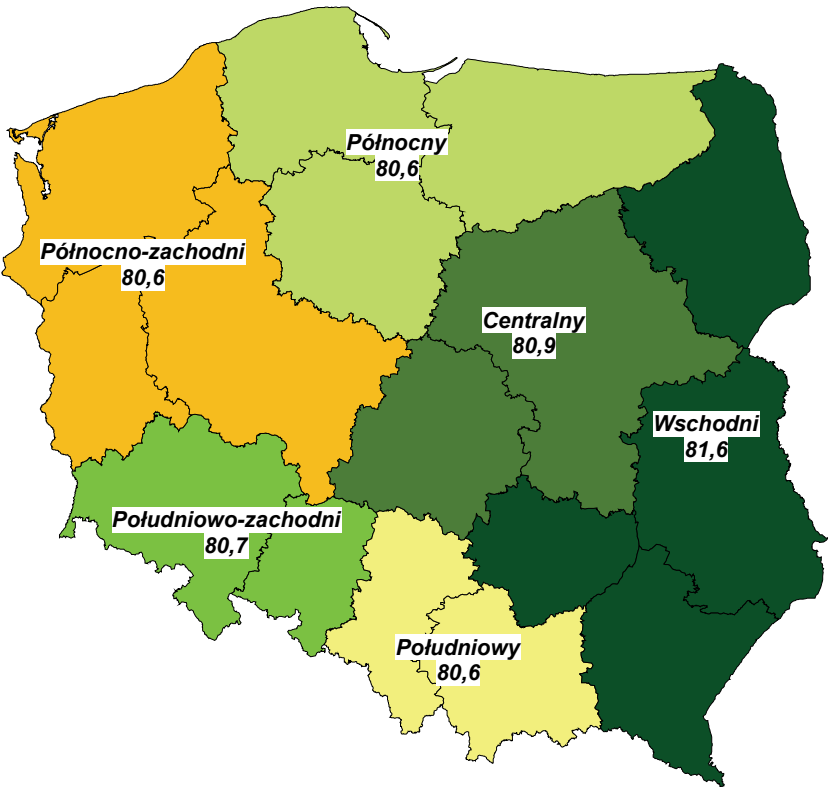 Północny
80,6
Północno-zachodni
80,6
Centralny
80,9
Wschodni
81,6
Południowo-zachodni
80,7
Południowy
80,6